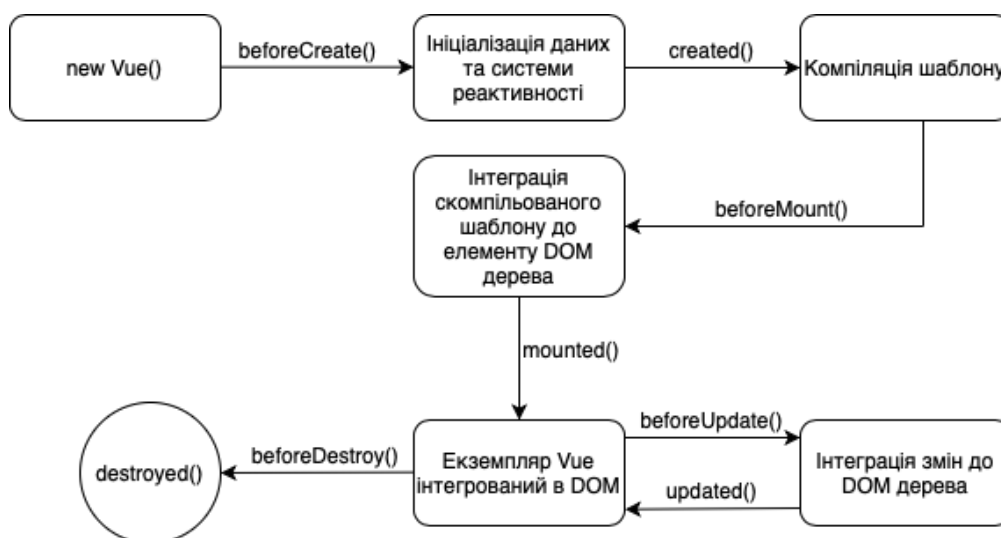 new Vue()
beforeCreate()
Ініціалізація даних
та системи
реактивності
created()
Компіляція шаблону
beforeMount()
Інтеграція
скомпільованого
шаблону до
елементу DOM
дерева
mounted()
Екземпляр Vue
інтегрований в DOM
beforeUpdate()
Інтеграція змін до
DOM дерева
updated()
beforeDestroy()
destroyed()